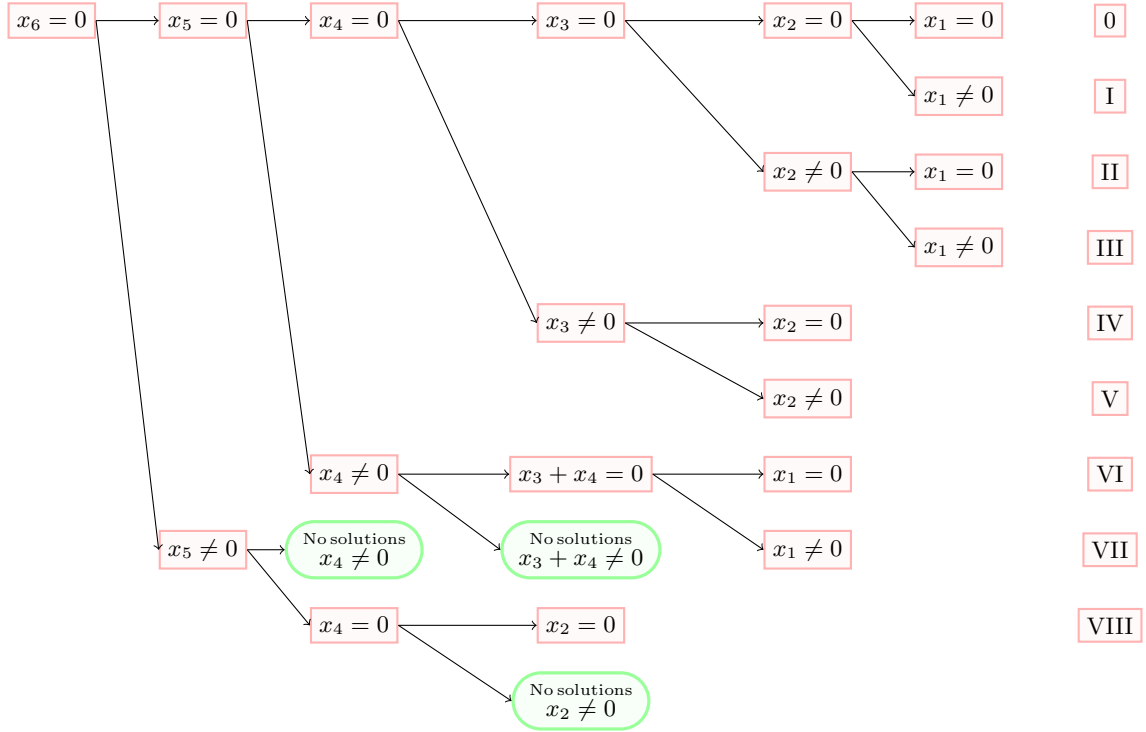 x₆ = 0 x₅ = 0 x₄ = 0 x₃ = 0 x₂ = 0 x₁ = 0 0
x₁ ≠ 0 I
x₂ ≠ 0 x₁ = 0 II
x₁ ≠ 0 III
x₃ ≠ 0 x₂ = 0 IV
x₂ ≠ 0 V
x₄ ≠ 0 x₃ + x₄ = 0 x₁ = 0 VI
x₅ ≠ 0 No solutions No solutions x₁ ≠ 0 VII
x₄ ≠ 0 x₃ + x₄ ≠ 0
x₄ = 0 x₂ = 0 VIII
No solutions
x₂ ≠ 0